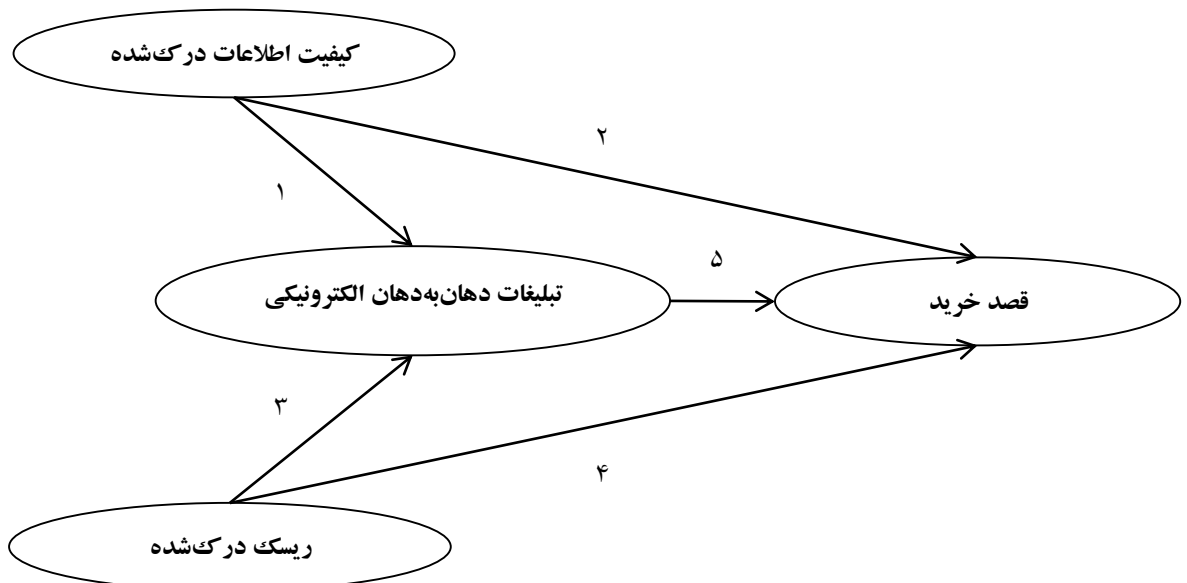 کیفیت اطلاعات درک‌شده
۲
۱
۵
تبلیغات دهان‌به‌دهان الکترونیکی
قصد خرید
۳
۴
ریسک درک‌شده